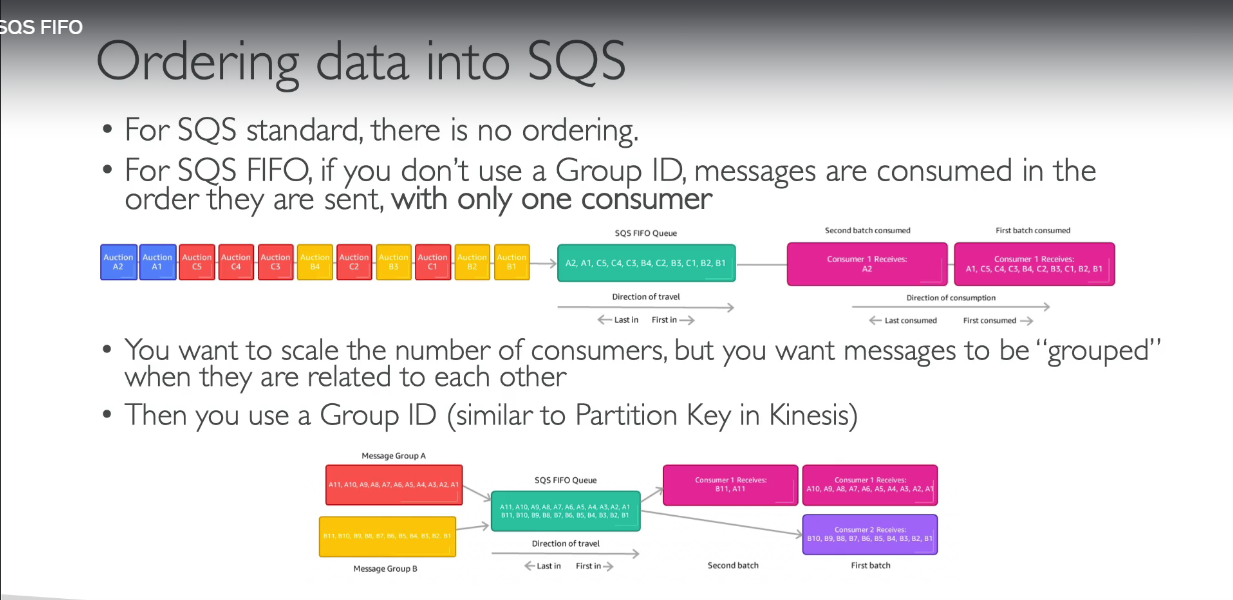 SQS FIFO
Ordering data into SQS
• For SQS standard, there is no ordering.
• For SQS FIFO, if you don't use a Group ID, messages are consumed in the
order they are sent, with only one consumer
SQS FIFO Queue
Second batch consumed
First batch consumed
Auction A2
Auction A1
Auction C5
Auction C4
Auction C3
Auction B4
Auction C2
Auction B3
Auction C1
Auction B2
Auction B1
A2, A1, C5, C4, C3, B4, C2, B3, C1, B2, B1
Consumer 1 Receives:
A2
Consumer 1 Receives:
A1, C5, C4, C3, B4, C2, B3, C1, B2, B1
Direction of travel
Last in
First in
Direction of consumption
Last consumed
First consumed
• You want to scale the number of consumers, but you want messages to be “grouped”
when they are related to each other
• Then you use a Group ID (similar to Partition Key in Kinesis)
Message Group A
A11, A10, A9, A8, A7, A6, A5, A4, A3, A2, A1
B11, B10, B9, B8, B7, B6, B5, B4, B3, B2, B1
Message Group B
SQS FIFO Queue
A11, A10, A9, A8, A7, A6, A5, A4, A3, A2, A1
B11, B10, B9, B8, B7, B6, B5, B4, B3, B2, B1
Direction of travel
Last in
First in
Consumer 1 Receives:
B11, A11
Consumer 1 Receives:
A10, A9, A8, A7, A6, A5, A4, A3, A2, A1
Consumer 2 Receives:
B10, B9, B8, B7, B6, B5, B4, B3, B2, B1
Second batch
First batch